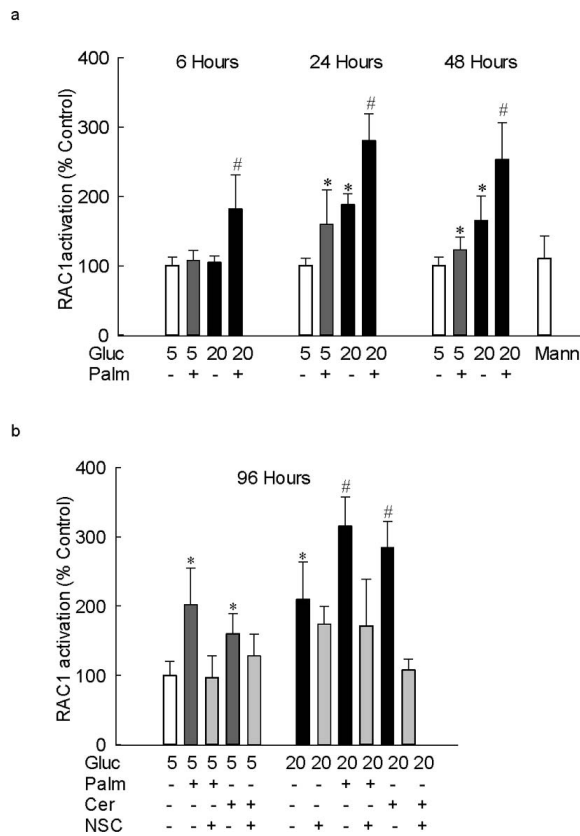 a
6 Hours 24 Hours 48 Hours
RAC1activation (% Control)
400
300
200
100
0
# * * # * * #
Gluc 5 5 20 20 5 5 20 20 5 5 20 20 Mann
Palm - + - + - + - + - + - +
b
96 Hours
RAC1 activation (% Control)
400
300
200
100
0
* * * # #
Gluc 5 5 5 5 5 20 20 20 20 20 20
Palm - + + - - - - + + - -
Cer - - - + + - - - - + +
NSC - - + - + - + - + - +